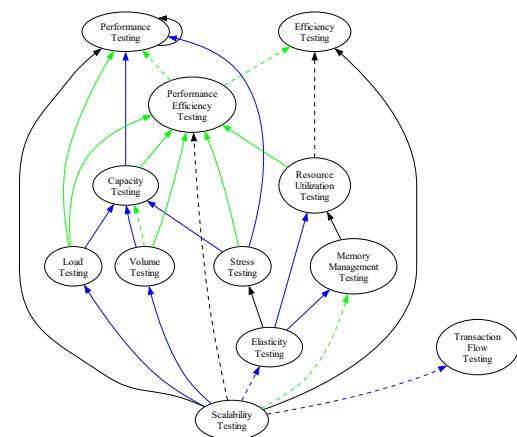 Performance
Testing
Efficiency
Testing
Performance
Efficiency
Testing
Capacity
Testing
Resource
Utilization
Testing
Load
Testing
Volume
Testing
Stress
Testing
Memory
Management
Testing
Elasticity
Testing
Transaction
Flow
Testing
Scalability
Testing